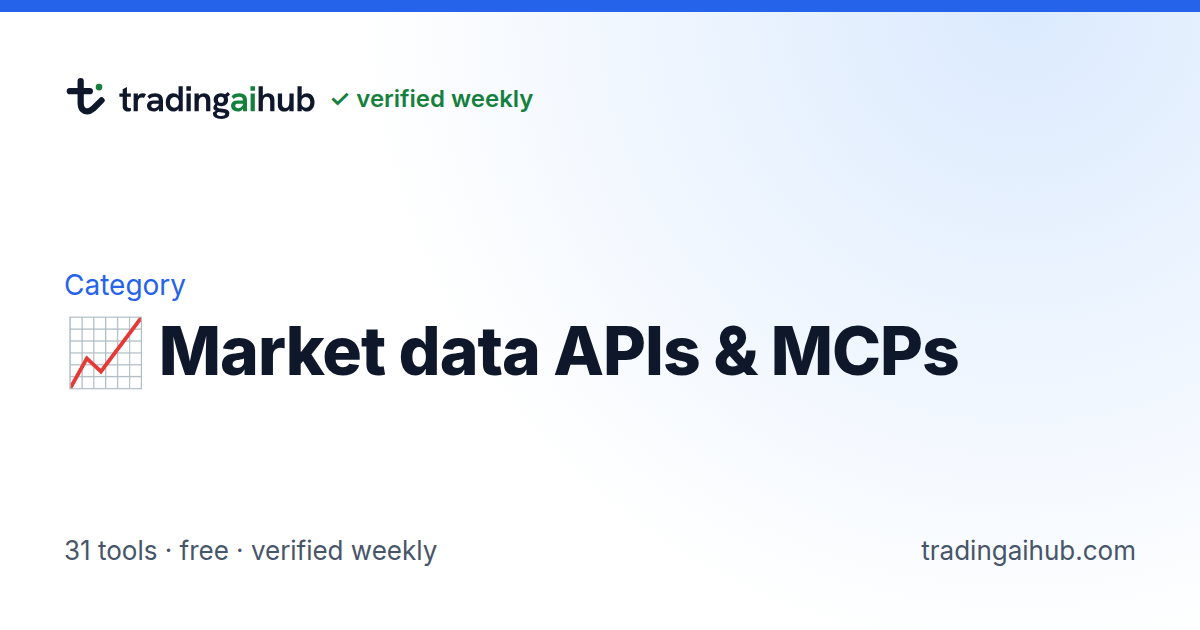 tradingaihub ✓ verified weekly
Category
📈 Market data APIs & MCPs
31 tools · free · verified weekly
tradingaihub.com